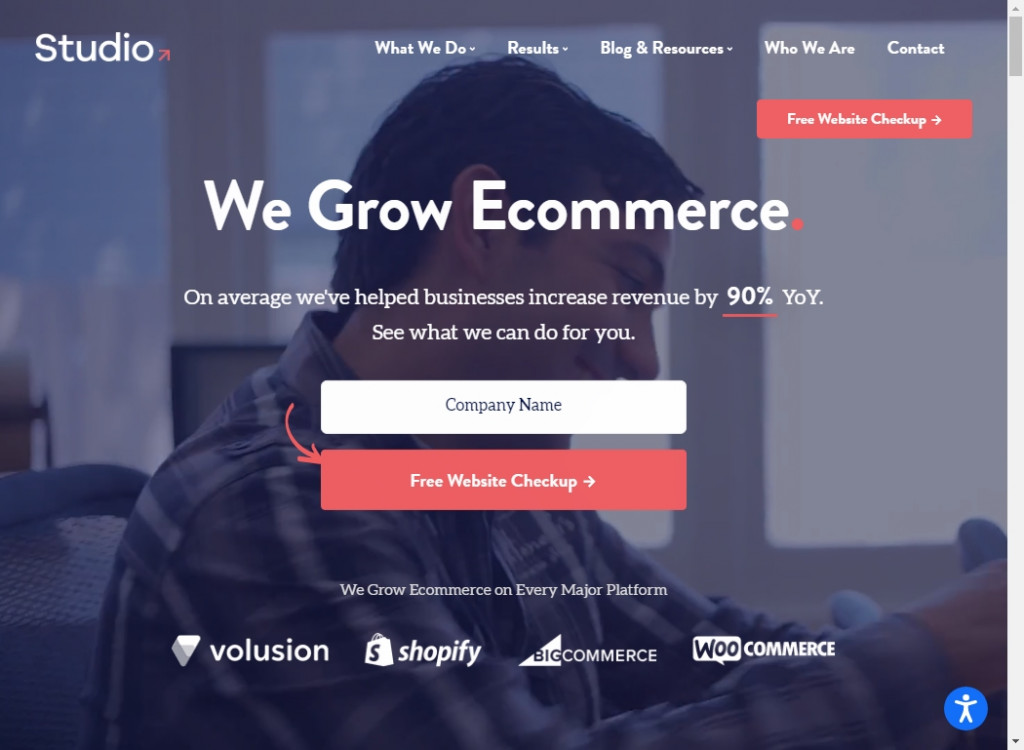 Studio
What We Do
Results
Blog & Resources
Who We Are
Contact
Free Website Checkup →
We Grow Ecommerce.
On average we've helped businesses increase revenue by 90% YoY.
See what we can do for you.
Company Name
Free Website Checkup →
We Grow Ecommerce on Every Major Platform
volusion
shopify
BIGCOMMERCE
WOO COMMERCE